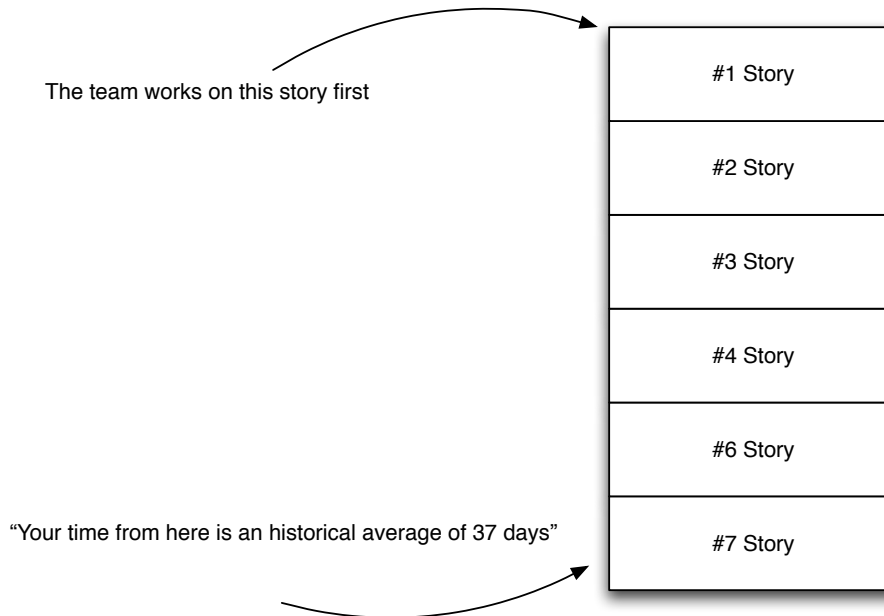 #1 Story
The team works on this story first
#2 Story
#3 Story
#4 Story
#6 Story
“Your time from here is an historical average of 37 days”
#7 Story